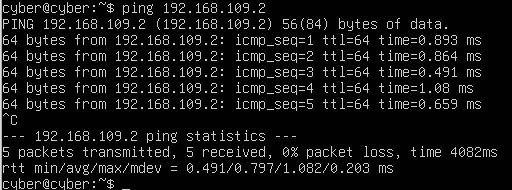 cyber@cyber:~$ ping 192.168.109.2
PING 192.168.109.2 (192.168.109.2) 56(84) bytes of data.
64 bytes from 192.168.109.2: icmp_seq=1 ttl=64 time=0.893 ms
64 bytes from 192.168.109.2: icmp_seq=2 ttl=64 time=0.864 ms
64 bytes from 192.168.109.2: icmp_seq=3 ttl=64 time=0.491 ms
64 bytes from 192.168.109.2: icmp_seq=4 ttl=64 time=1.08 ms
64 bytes from 192.168.109.2: icmp_seq=5 ttl=64 time=0.659 ms
^C
--- 192.168.109.2 ping statistics ---
5 packets transmitted, 5 received, 0% packet loss, time 4082ms
rtt min/avg/max/mdev = 0.491/0.797/1.082/0.203 ms
cyber@cyber:~$ _